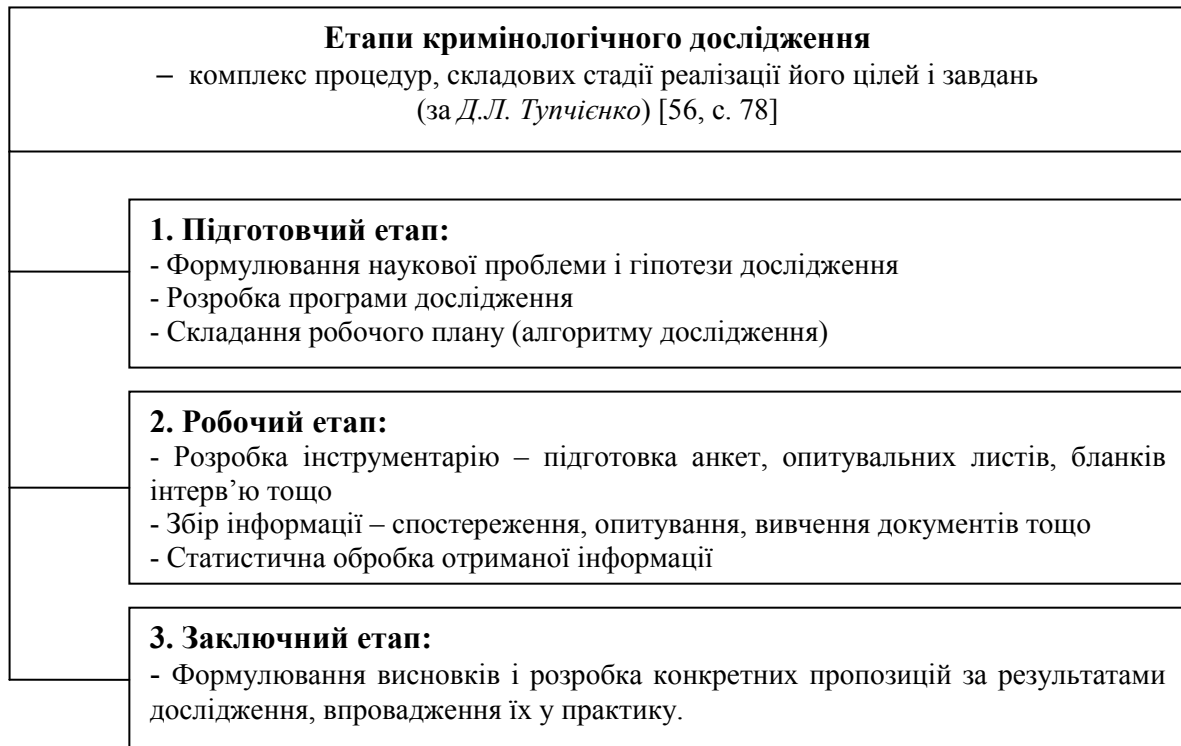 Етапи кримінологічного дослідження
– комплекс процедур, складових стадії реалізації його цілей і завдань
(за Д.Л. Тупчієнко) [56, с. 78]
1. Підготовчий етап:
- Формулювання наукової проблеми і гіпотези дослідження
- Розробка програми дослідження
- Складання робочого плану (алгоритму дослідження)
2. Робочий етап:
- Розробка інструментарію – підготовка анкет, опитувальних листів, бланків
інтерв’ю тощо
- Збір інформації – спостереження, опитування, вивчення документів тощо
- Статистична обробка отриманої інформації
3. Заключний етап:
- Формулювання висновків і розробка конкретних пропозицій за результатами
дослідження, впровадження їх у практику.